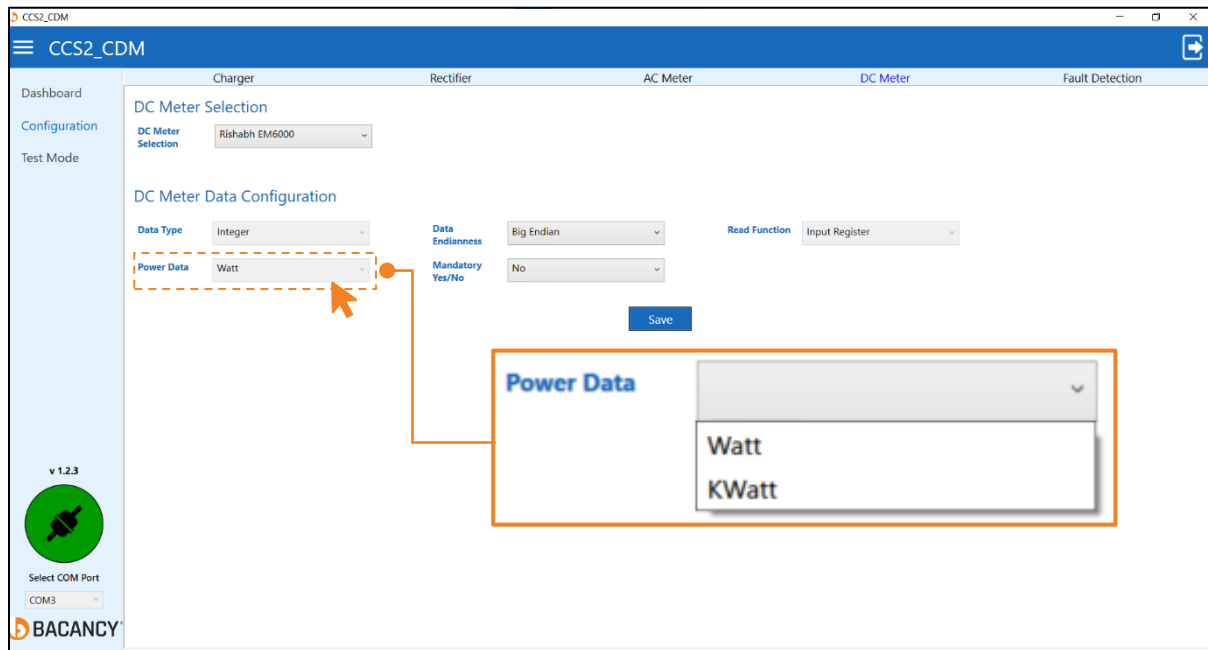 CCS2_CDM
CCS2_CDM
Charger Rectifier AC Meter DC Meter Fault Detection
Dashboard
Configuration
Test Mode
DC Meter Selection
DC Meter
Selection
Rishabh EM6000
DC Meter Data Configuration
Data Type Integer
Data
Endianness
Big Endian
Read Function Input Register
Power Data Watt
Mandatory
Yes/No
No
Save
Power Data
Watt
KWatt
v 1.2.3
Select COM Port
COM3
BACANCY